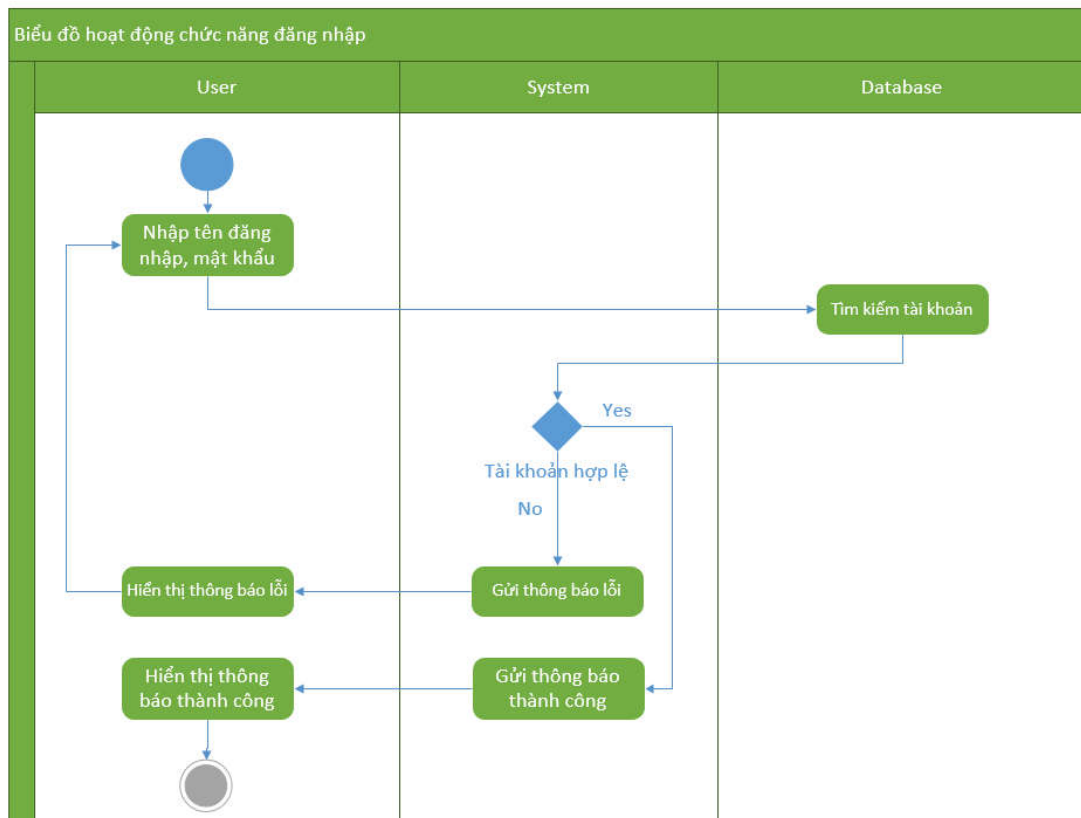 Biểu đồ hoạt động chức năng đăng nhập
User
System
Database
Nhập tên đăng
nhập, mật khẩu
Tìm kiếm tài khoản
Yes
Tài khoản hợp lệ
No
Hiển thị thông báo lỗi
Gửi thông báo lỗi
Hiển thị thông
báo thành công
Gửi thông báo
thành công